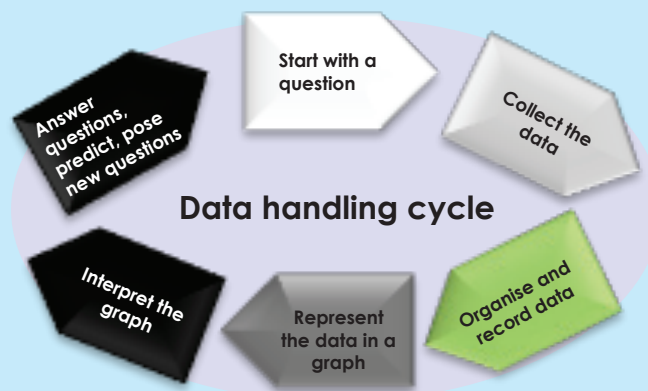 Start with a
question
Collect the
data
Organise and
record data
Represent
the data in a
graph
Interpret the
graph
Answer
questions,
predict, pose
new questions
Data handling cycle